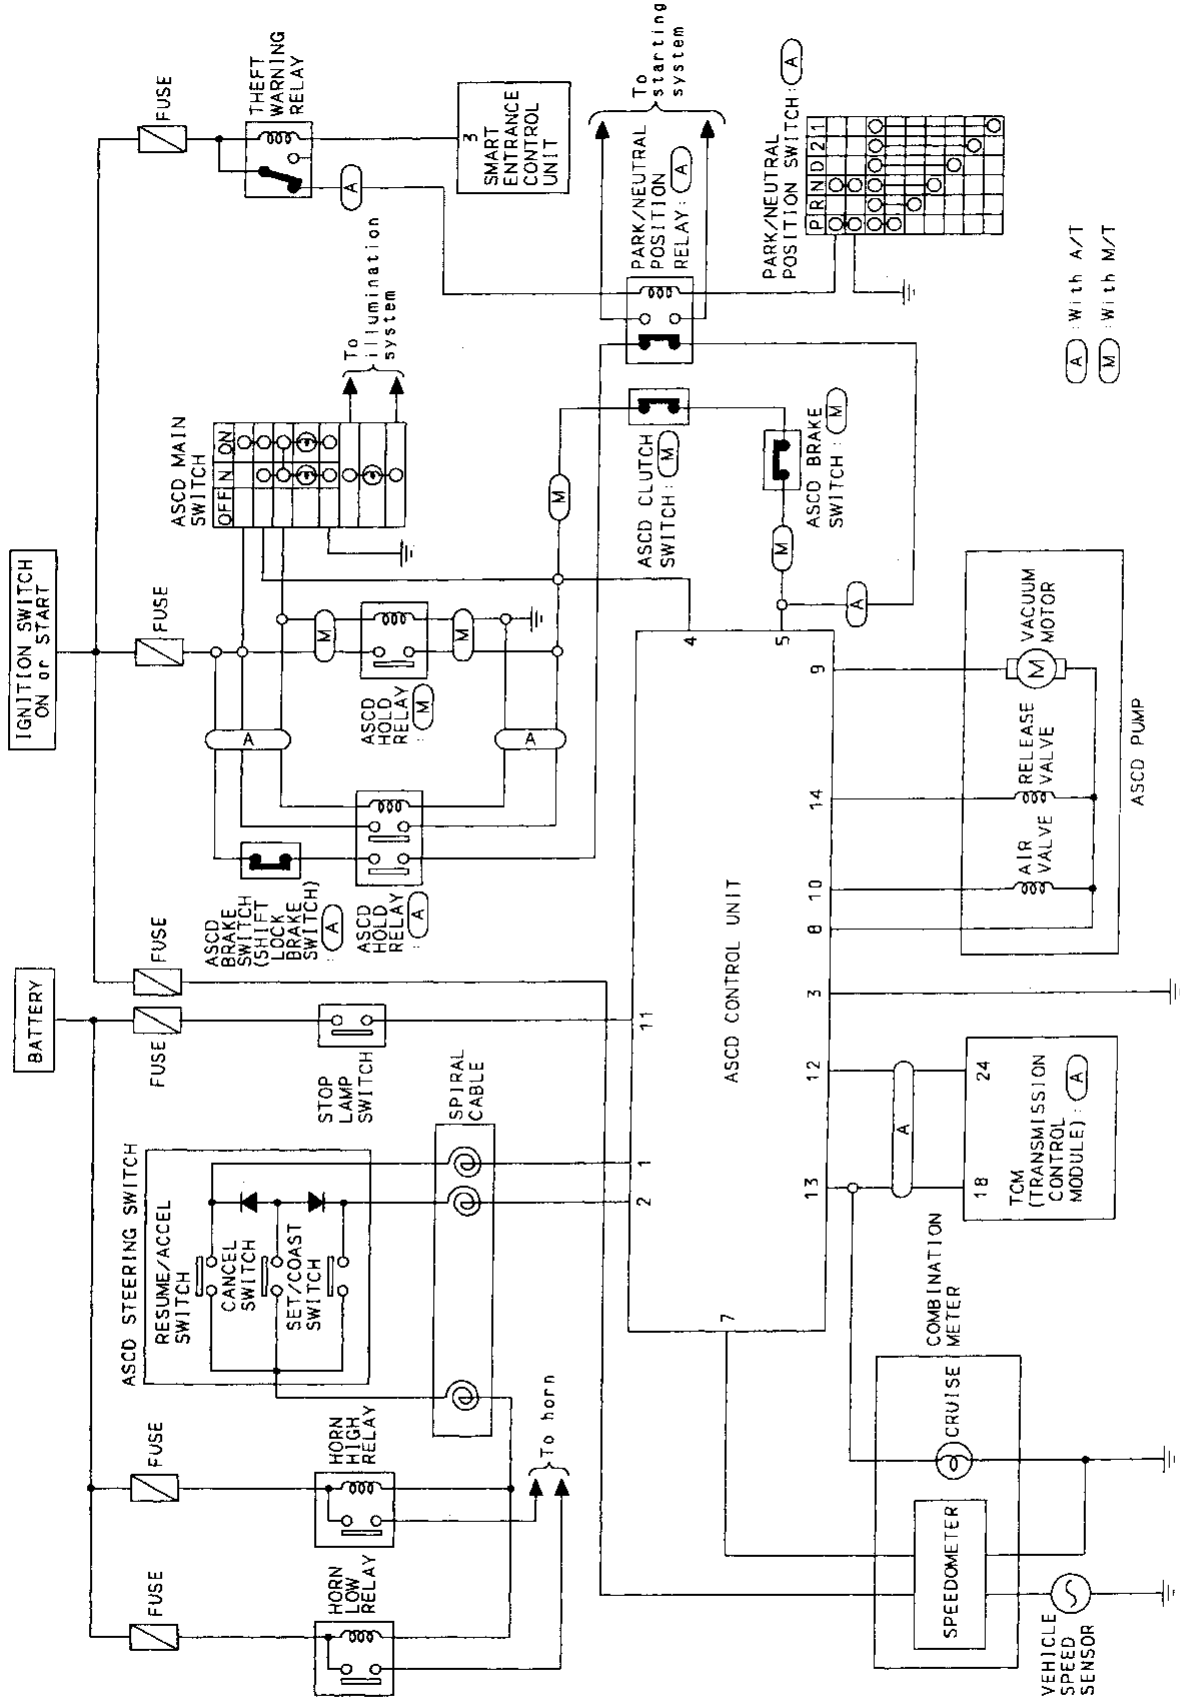 IGNITION SWITCH
ON or START
BATTERY
FUSE
FUSE
FUSE
FUSE
FUSE
FUSE
THEFT
WARNING
RELAY
A
3
SMART
ENTRANCE
CONTROL
UNIT
To
illumination
system
ASCD MAIN
SWITCH
OFF N ON
To
starting
system
PARK/NEUTRAL
POSITION
RELAY: A
PARK/NEUTRAL
POSITION SWITCH: A
P R N D 2 1
A : With A/T
M : With M/T
M
M
ASCD
HOLD
RELAY
: M
A
A
ASCD
BRAKE
SWITCH
(SHIFT
LOCK
BRAKE
SWITCH)
: A
ASCD
HOLD
RELAY
: A
M
ASCD CLUTCH
SWITCH : M
ASCD BRAKE
SWITCH : M
M
A
STOP
LAMP
SWITCH
SPIRAL
CABLE
ASCD STEERING SWITCH
RESUME/ACCEL
SWITCH
CANCEL
SWITCH
SET/COAST
SWITCH
HORN
HIGH
RELAY
HORN
LOW
RELAY
To horn
ASCD CONTROL UNIT
2
1
11
4
5
7
13
12
3
8
10
14
9
M
VACUUM
MOTOR
RELEASE
VALVE
AIR
VALVE
ASCD PUMP
A
18
24
TCM
(TRANSMISSION
CONTROL
MODULE) : A
COMBINATION
METER
CRUISE
SPEEDOMETER
VEHICLE
SPEED
SENSOR